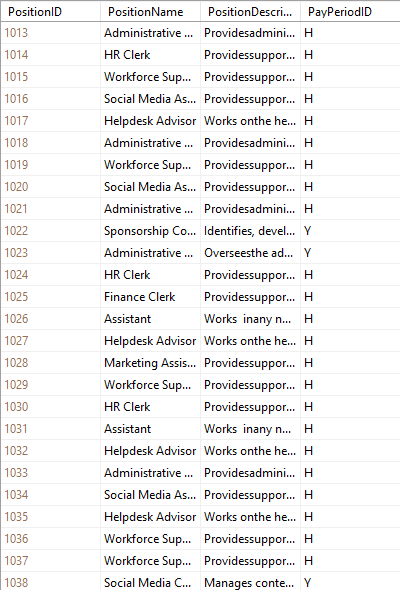 PositionID PositionName PositionDescri... PayPeriodID
1013 Administrative ... Providesadmini... H
1014 HR Clerk Providessuppor... H
1015 Workforce Sup... Providessuppor... H
1016 Social Media As... Providessuppor... H
1017 Helpdesk Advisor Works onthe he... H
1018 Administrative ... Providesadmini... H
1019 Workforce Sup... Providessuppor... H
1020 Social Media As... Providessuppor... H
1021 Administrative ... Providesadmini... H
1022 Sponsorship Co... Identifies, devel... Y
1023 Administrative ... Overseesthe ad... Y
1024 HR Clerk Providessuppor... H
1025 Finance Clerk Providessuppor... H
1026 Assistant Works  inany n... H
1027 Helpdesk Advisor Works onthe he... H
1028 Marketing Assis... Providessuppor... H
1029 Workforce Sup... Providessuppor... H
1030 HR Clerk Providessuppor... H
1031 Assistant Works  inany n... H
1032 Helpdesk Advisor Works onthe he... H
1033 Administrative ... Providesadmini... H
1034 Social Media As... Providessuppor... H
1035 Helpdesk Advisor Works onthe he... H
1036 Workforce Sup... Providessuppor... H
1037 Workforce Sup... Providessuppor... H
1038 Social Media C... Manages conte... Y